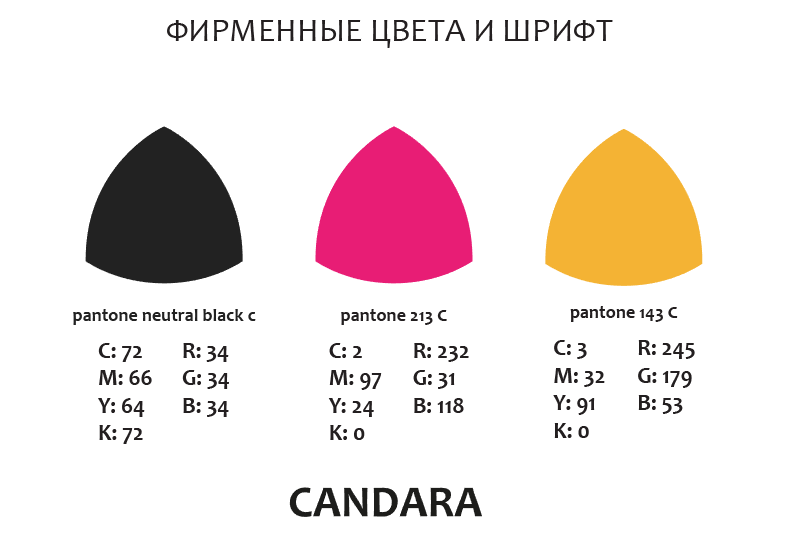 ФИРМЕННЫЕ ЦВЕТА И ШРИФТ
pantone neutral black c
C: 72 R: 34
M: 66 G: 34
Y: 64 B: 34
K: 72
pantone 213 C
C: 2 R: 232
M: 97 G: 31
Y: 24 B: 118
K: 0
pantone 143 C
C: 3 R: 245
M: 32 G: 179
Y: 91 B: 53
K: 0
CANDARA